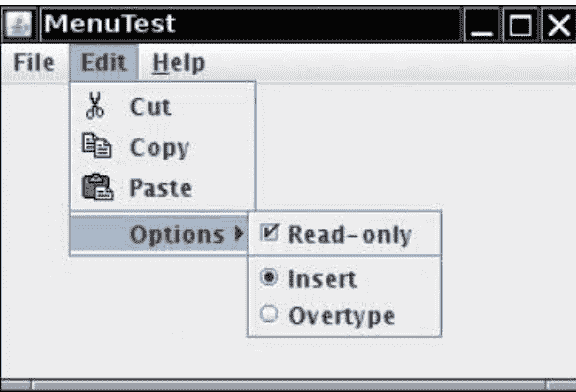 MenuTest
File Edit Help
Cut
Copy
Paste
Options
Read-only
Insert
Overtype